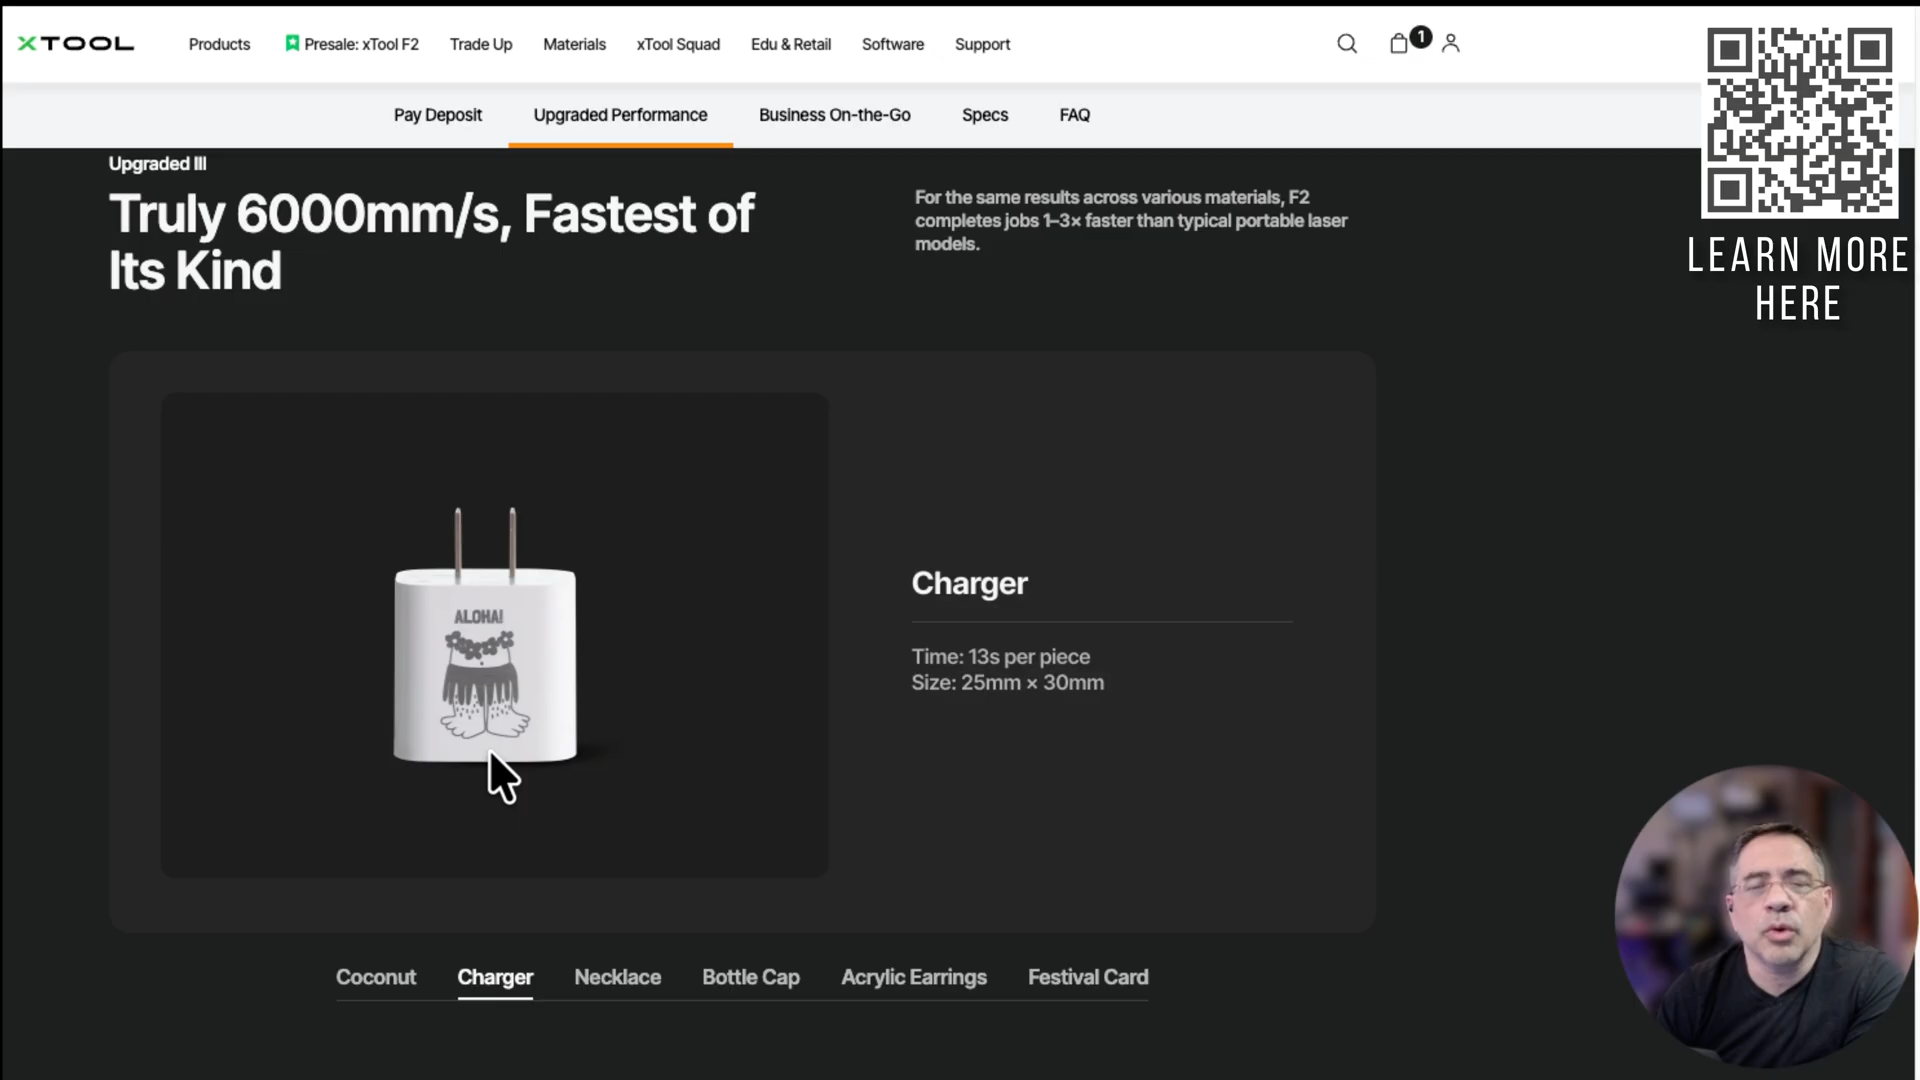 XTOOL
Products
Presale: xTool F2
Trade Up
Materials
xTool Squad
Edu & Retail
Software
Support
1
Pay Deposit
Upgraded Performance
Business On-the-Go
Specs
FAQ
LEARN MORE
HERE
Upgraded III
Truly 6000mm/s, Fastest of
Its Kind
For the same results across various materials, F2
completes jobs 1–3× faster than typical portable laser
models.
ALOHA!
Charger
Time: 13s per piece
Size: 25mm × 30mm
Coconut
Charger
Necklace
Bottle Cap
Acrylic Earrings
Festival Card